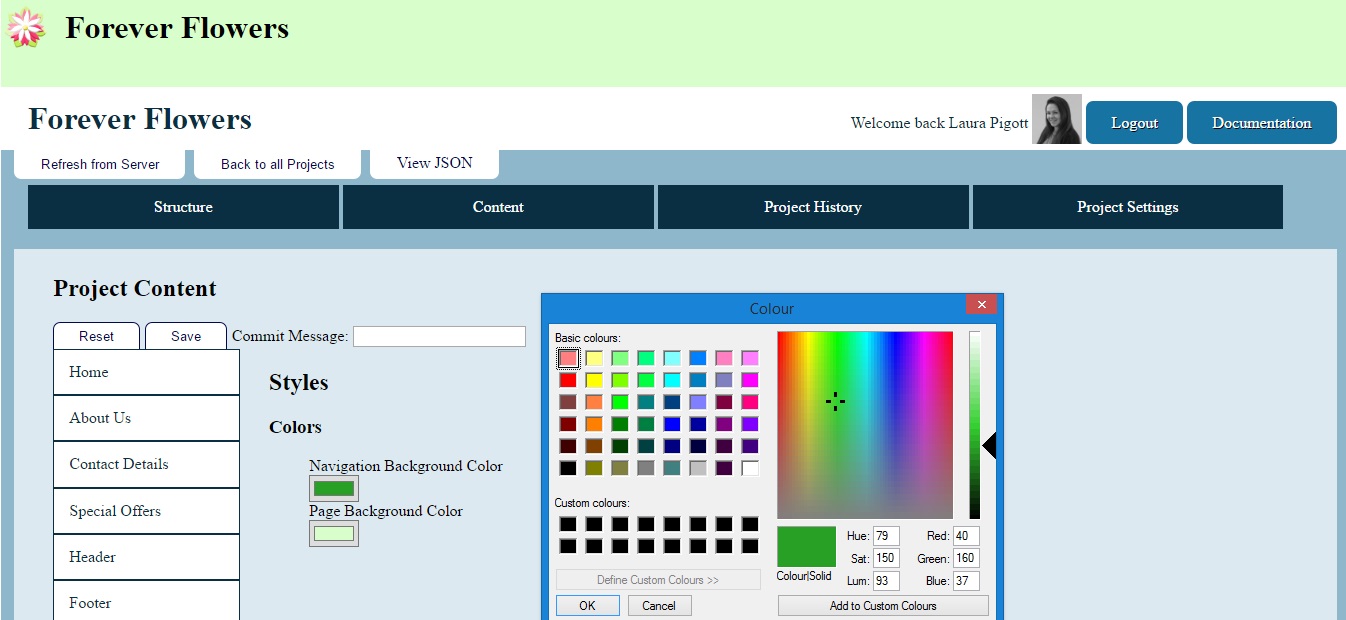 Forever Flowers
Forever Flowers
Welcome back Laura Pigott
Logout
Documentation
Refresh from Server
Back to all Projects
View JSON
Structure
Content
Project History
Project Settings
Project Content
Reset
Save
Commit Message:
Home
About Us
Contact Details
Special Offers
Header
Footer
Styles
Colors
Navigation Background Color
Page Background Color
Colour
Basic colours:
Custom colours:
Define Custom Colours >>
OK
Cancel
Colour|Solid
Hue: 79
Sat: 150
Lum: 93
Red: 40
Green: 160
Blue: 37
Add to Custom Colours